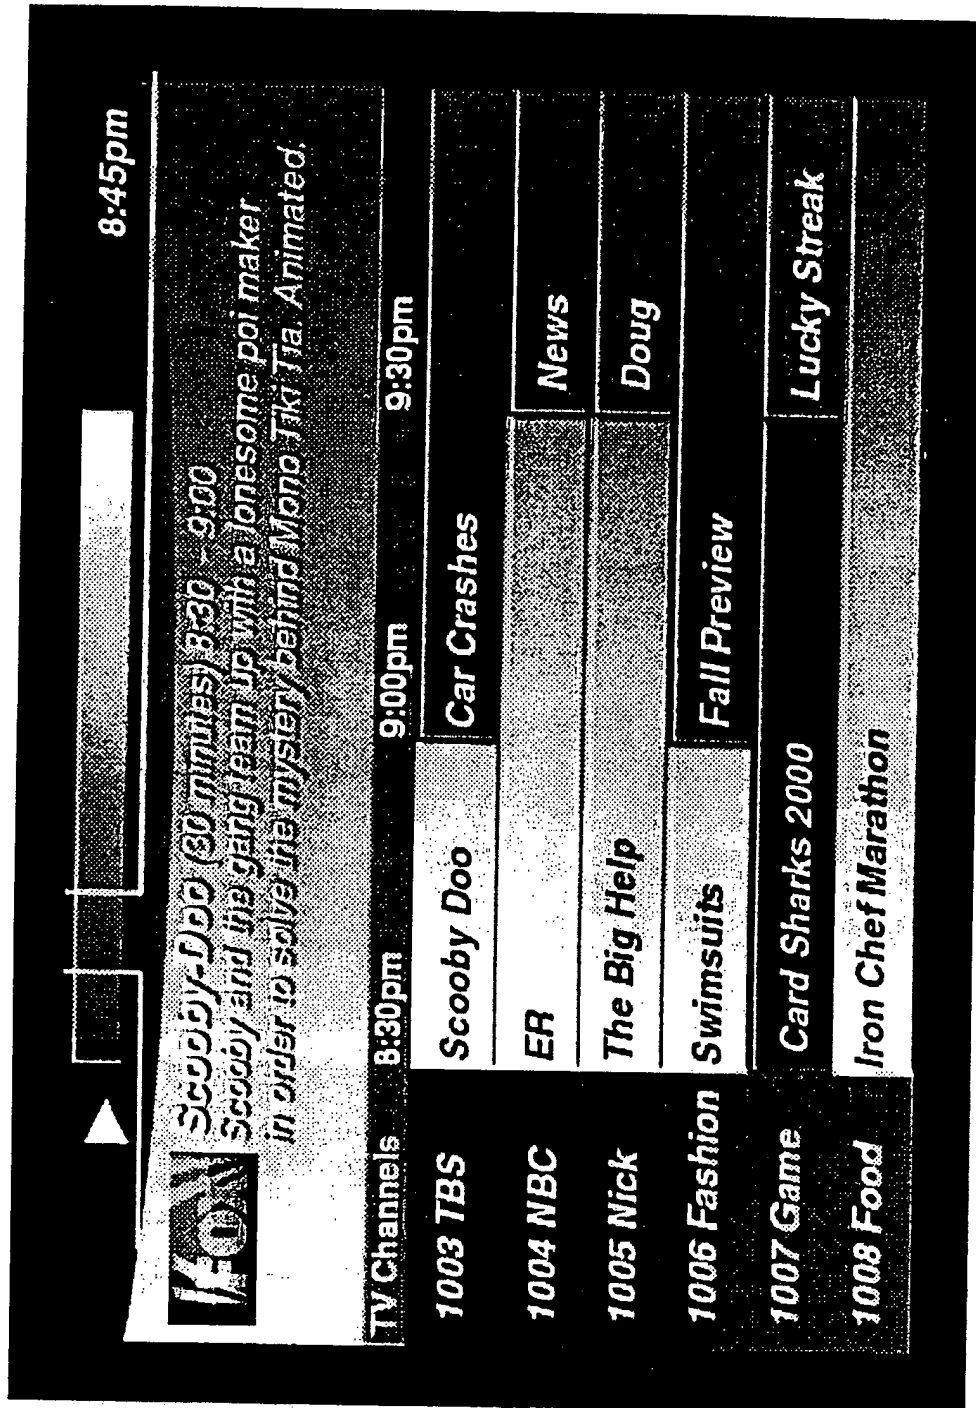 8:45pm
FOX
Scooby-Doo (30 minutes) 8:30 - 9:00
Scooby and the gang team up with a lonesome poi maker
in order to solve the mystery behind Mono Tiki Tia. Animated.
TV Channels 8:30pm 9:00pm 9:30pm
1003 TBS Scooby Doo Car Crashes
1004 NBC ER News
1005 Nick The Big Help Doug
1006 Fashion Swimsuits Fall Preview
1007 Game Card Sharks 2000 Lucky Streak
1008 Food Iron Chef Marathon